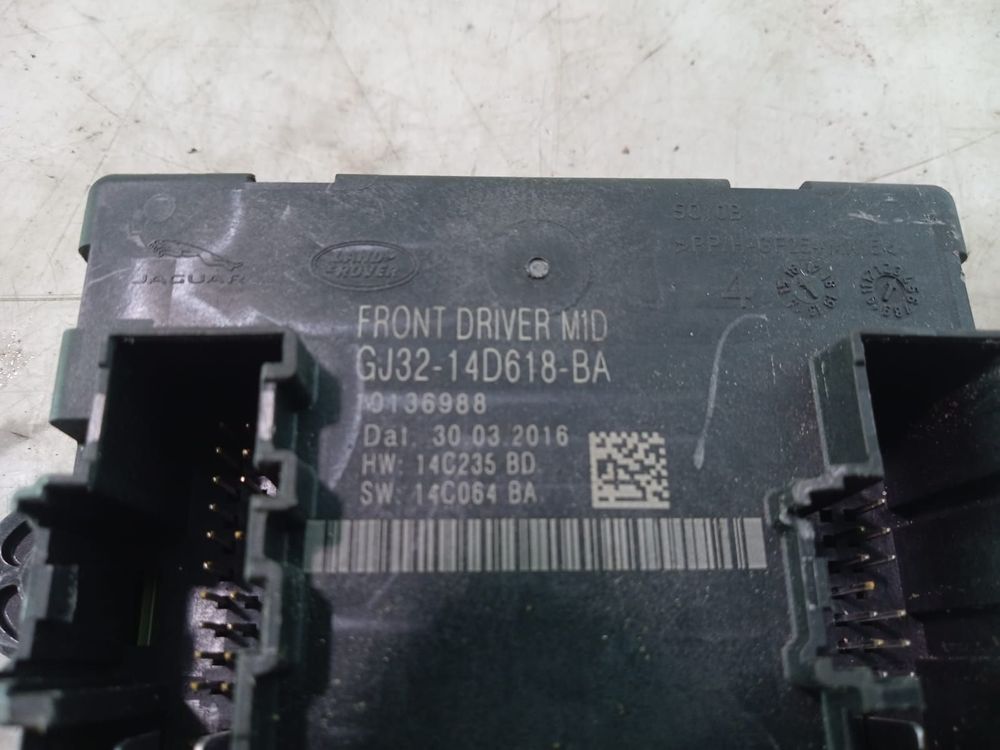 JAGUAR
LAND ROVER
4
FRONT DRIVER M1D
GJ32-14D618-BA
10136988
Dat. 30.03.2016
HW: 14C235 BD
SW: 14C064 BA